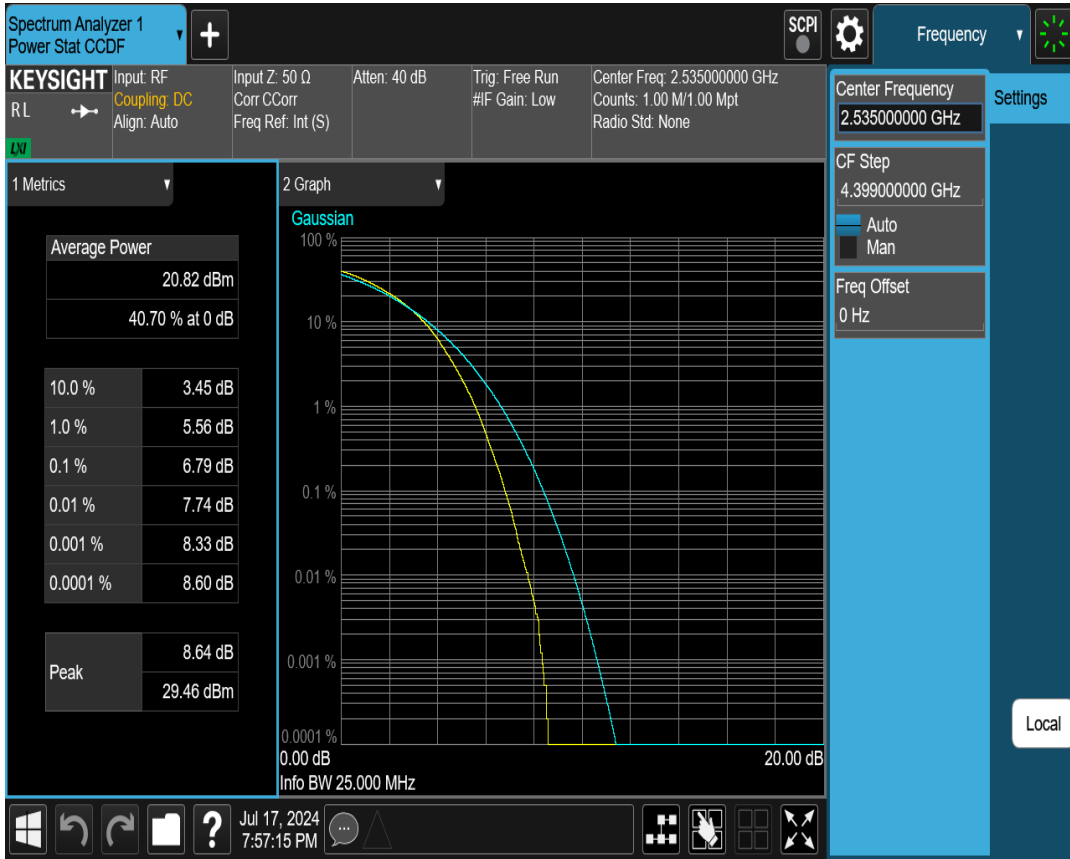 Spectrum Analyzer 1
Power Stat CCDF
+
SCPI
Frequency
KEYSIGHT
RL
LXI
Input: RF
Coupling: DC
Align: Auto
Input Z: 50 Ω
Corr CCorr
Freq Ref: Int (S)
Atten: 40 dB
Trig: Free Run
#IF Gain: Low
Center Freq: 2.535000000 GHz
Counts: 1.00 M/1.00 Mpt
Radio Std: None
Center Frequency
2.535000000 GHz
Settings
CF Step
4.399000000 GHz
Auto
Man
Freq Offset
0 Hz
Local
1 Metrics
Average Power
20.82 dBm
40.70 % at 0 dB
10.0 % 3.45 dB
1.0 % 5.56 dB
0.1 % 6.79 dB
0.01 % 7.74 dB
0.001 % 8.33 dB
0.0001 % 8.60 dB
Peak
8.64 dB
29.46 dBm
2 Graph
Gaussian
100 %
10 %
1 %
0.1 %
0.01 %
0.001 %
0.0001 %
0.00 dB 20.00 dB
Info BW 25.000 MHz
?
Jul 17, 2024
7:57:15 PM